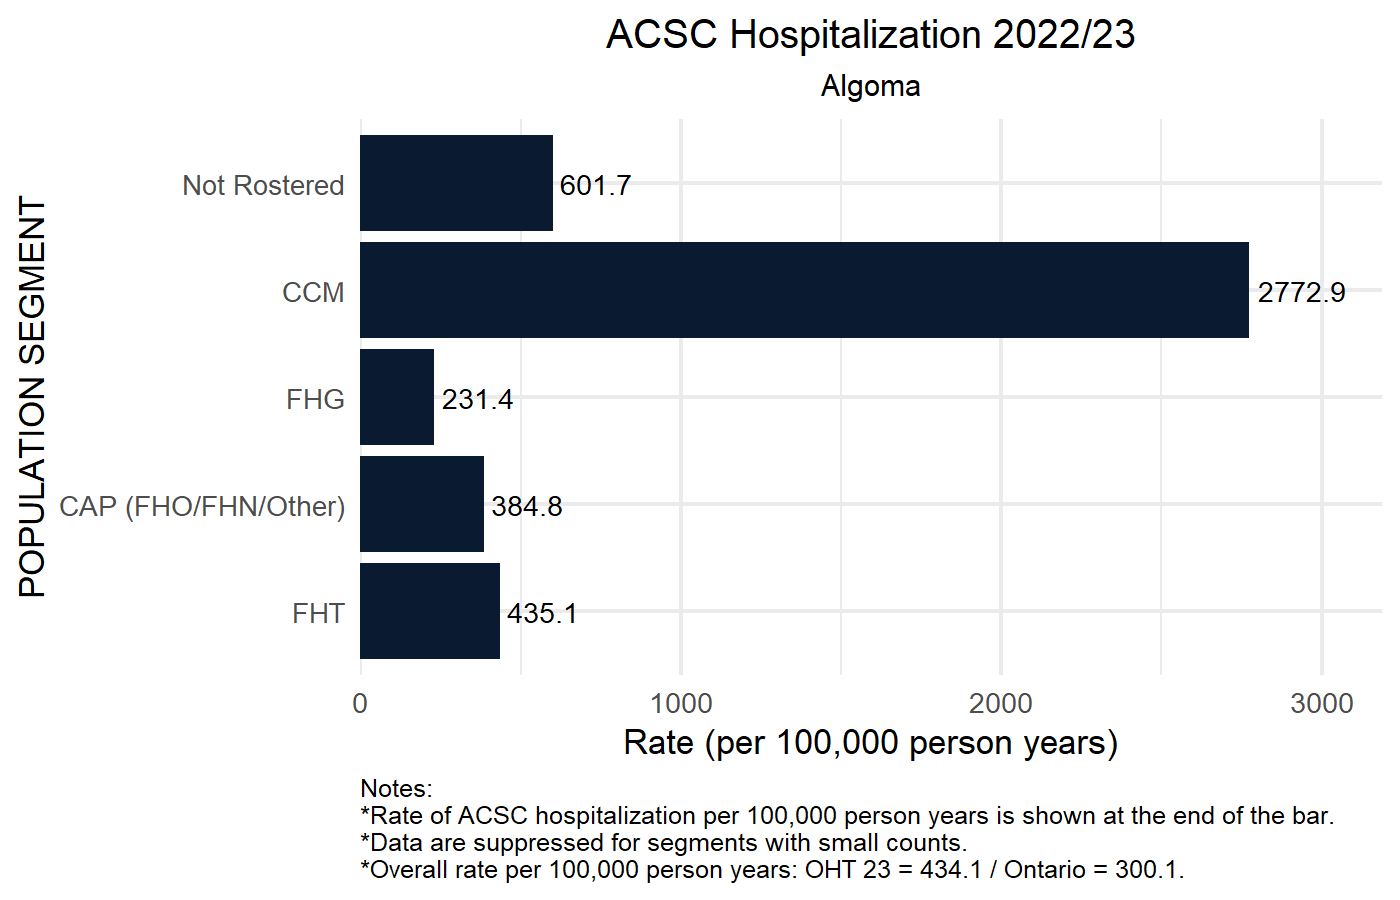 ACSC Hospitalization 2022/23
Algoma
POPULATION SEGMENT
Not Rostered
601.7
CCM
2772.9
FHG
231.4
CAP (FHO/FHN/Other)
384.8
FHT
435.1
0
1000
2000
3000
Rate (per 100,000 person years)
Notes:
*Rate of ACSC hospitalization per 100,000 person years is shown at the end of the bar.
*Data are suppressed for segments with small counts.
*Overall rate per 100,000 person years: OHT 23 = 434.1 / Ontario = 300.1.